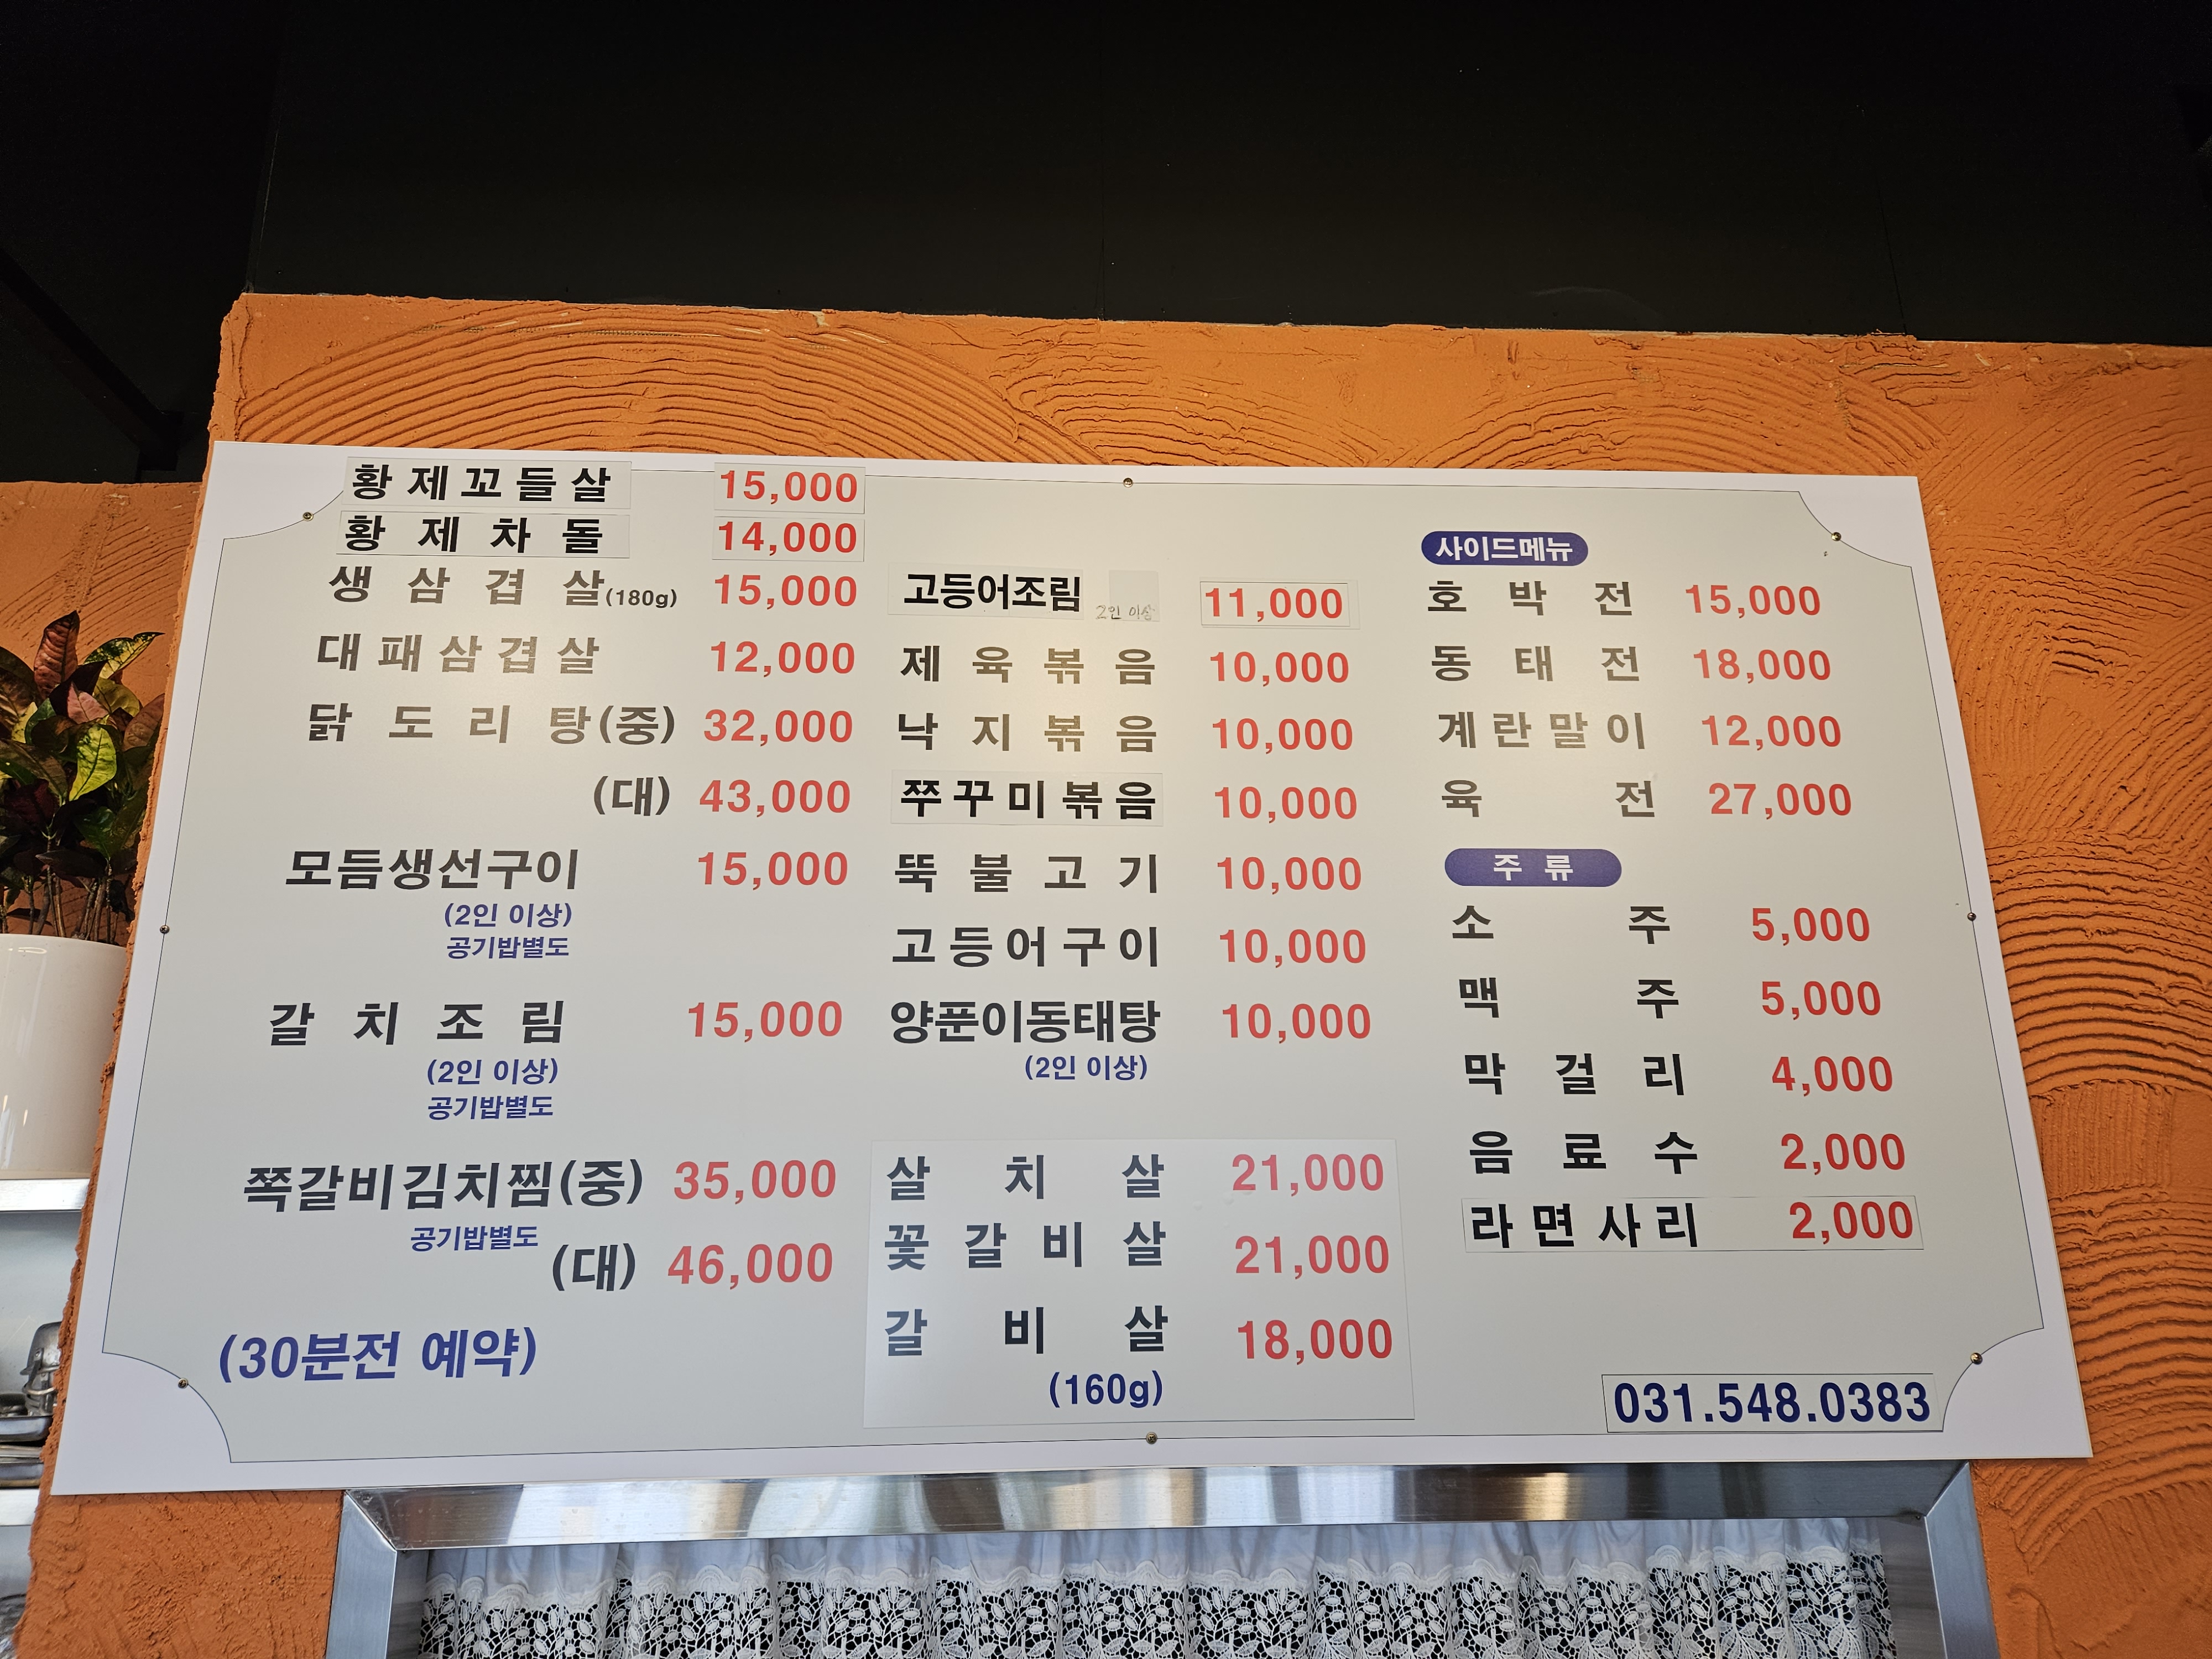 황제꼬들살 15,000
황제차돌 14,000
생삼겹살(180g) 15,000
대패삼겹살 12,000
닭도리탕(중) 32,000
(대) 43,000
모듬생선구이 15,000
(2인 이상)
공기밥별도
갈치조림 15,000
(2인 이상)
공기밥별도
쪽갈비김치찜(중) 35,000
공기밥별도
(대) 46,000
(30분전 예약)
고등어조림 2인 이상 11,000
제육볶음 10,000
낙지볶음 10,000
쭈꾸미볶음 10,000
뚝불고기 10,000
고등어구이 10,000
양푼이동태탕 10,000
(2인 이상)
살치살 21,000
꽃갈비살 21,000
갈비살 18,000
(160g)
사이드메뉴
호박전 15,000
동태전 18,000
계란말이 12,000
육전 27,000
주류
소주 5,000
맥주 5,000
막걸리 4,000
음료수 2,000
라면사리 2,000
031.548.0383